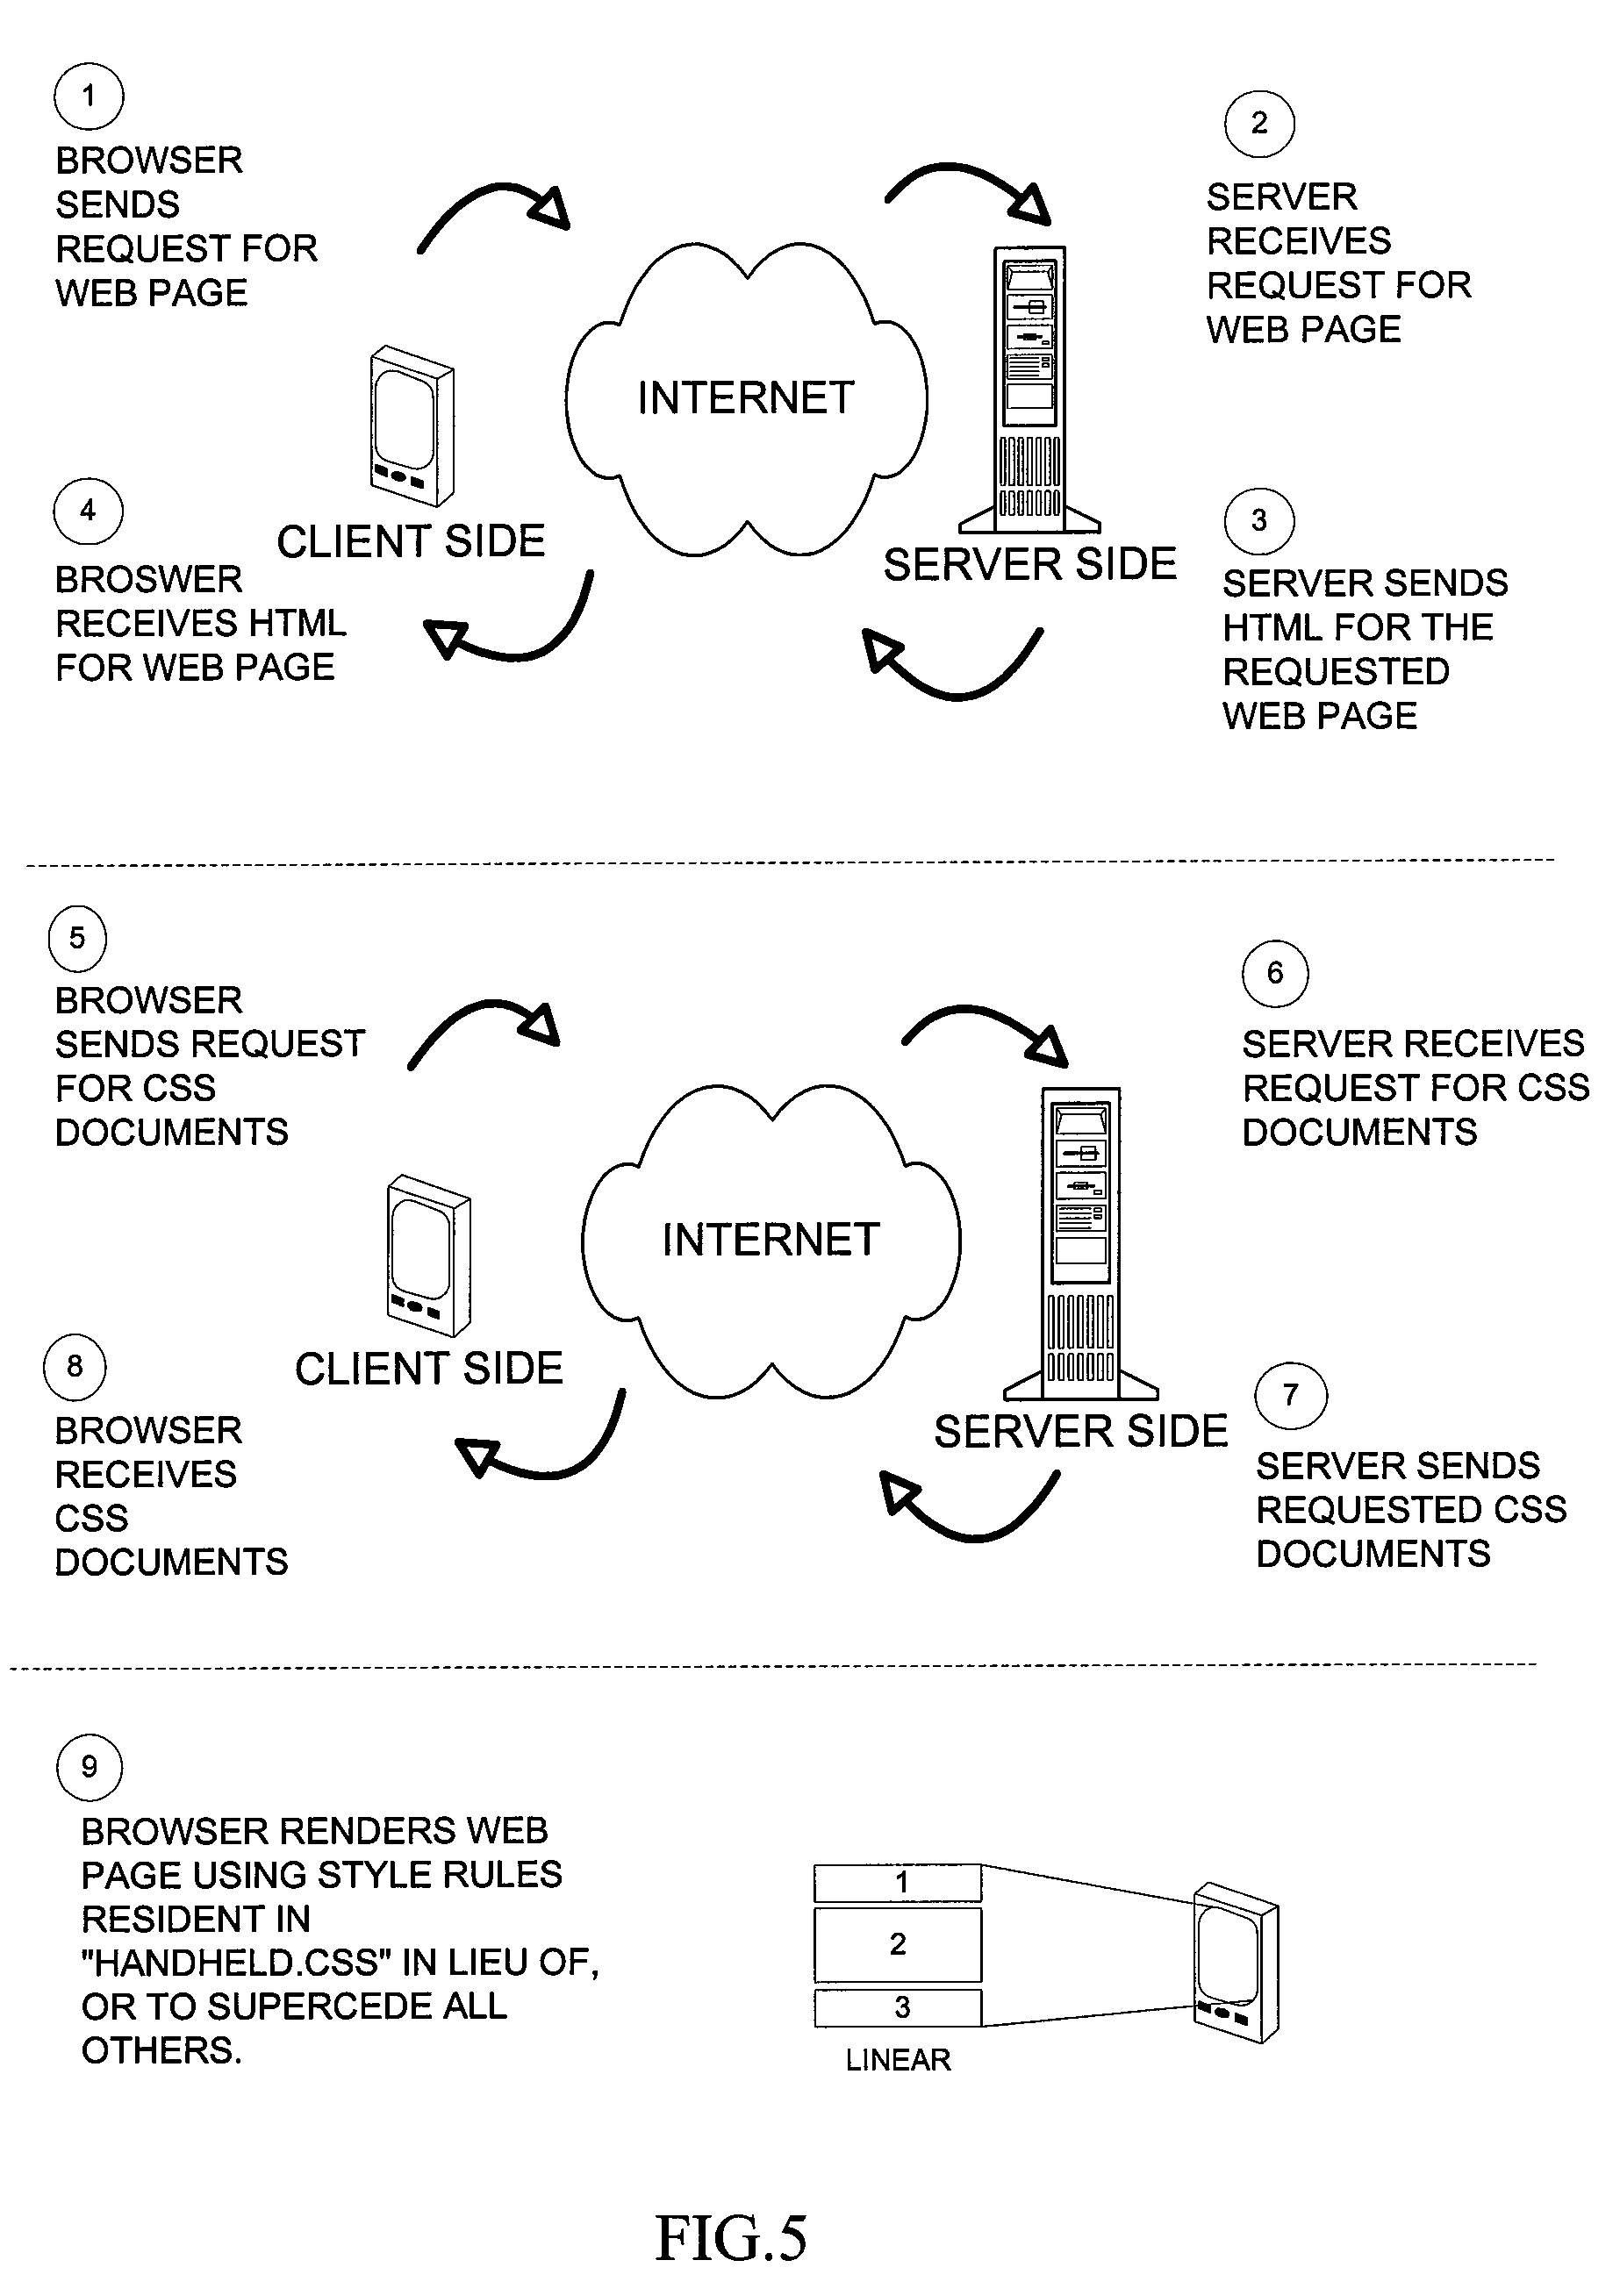 1
BROWSER
SENDS
REQUEST FOR
WEB PAGE
2
SERVER
RECEIVES
REQUEST FOR
WEB PAGE
INTERNET
CLIENT SIDE
SERVER SIDE
4
BROSWER
RECEIVES HTML
FOR WEB PAGE
3
SERVER SENDS
HTML FOR THE
REQUESTED
WEB PAGE
5
BROWSER
SENDS REQUEST
FOR CSS
DOCUMENTS
6
SERVER RECEIVES
REQUEST FOR CSS
DOCUMENTS
INTERNET
CLIENT SIDE
SERVER SIDE
8
BROWSER
RECEIVES
CSS
DOCUMENTS
7
SERVER SENDS
REQUESTED CSS
DOCUMENTS
9
BROWSER RENDERS WEB
PAGE USING STYLE RULES
RESIDENT IN
"HANDHELD.CSS" IN LIEU OF,
OR TO SUPERCEDE ALL
OTHERS.
1
2
3
LINEAR
FIG.5